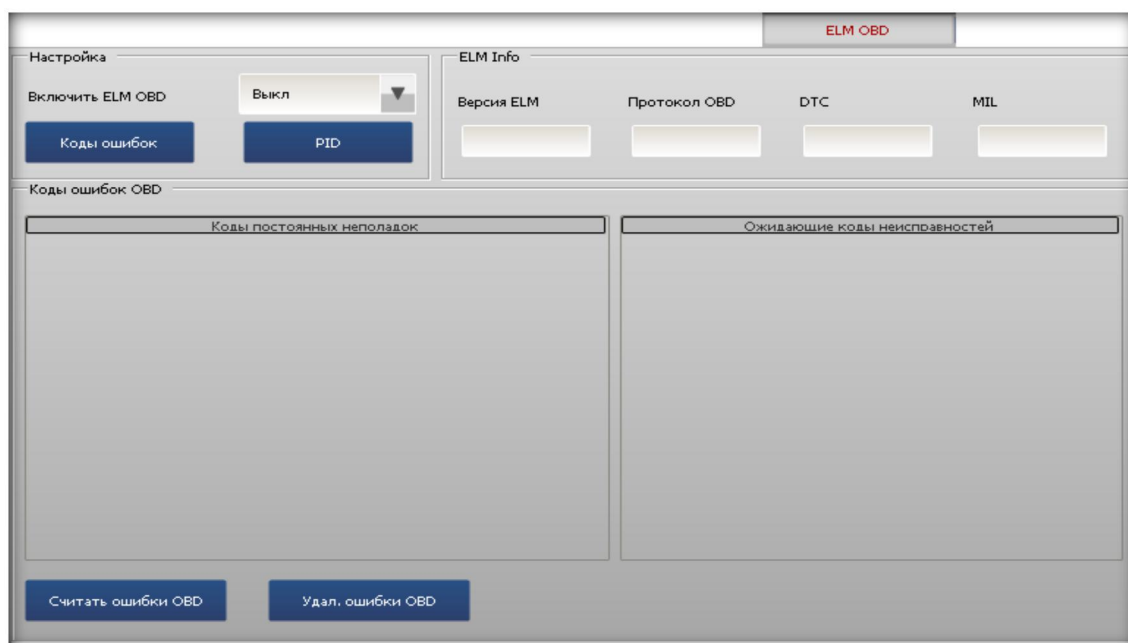 ELM OBD
Настройка
Включить ELM OBD
Выкл
Коды ошибок
PID
ELM Info
Версия ELM
Протокол OBD
DTC
MIL
Коды ошибок OBD
Коды постоянных неполадок
Ожидающие коды неисправностей
Считать ошибки OBD
Удал. ошибки OBD